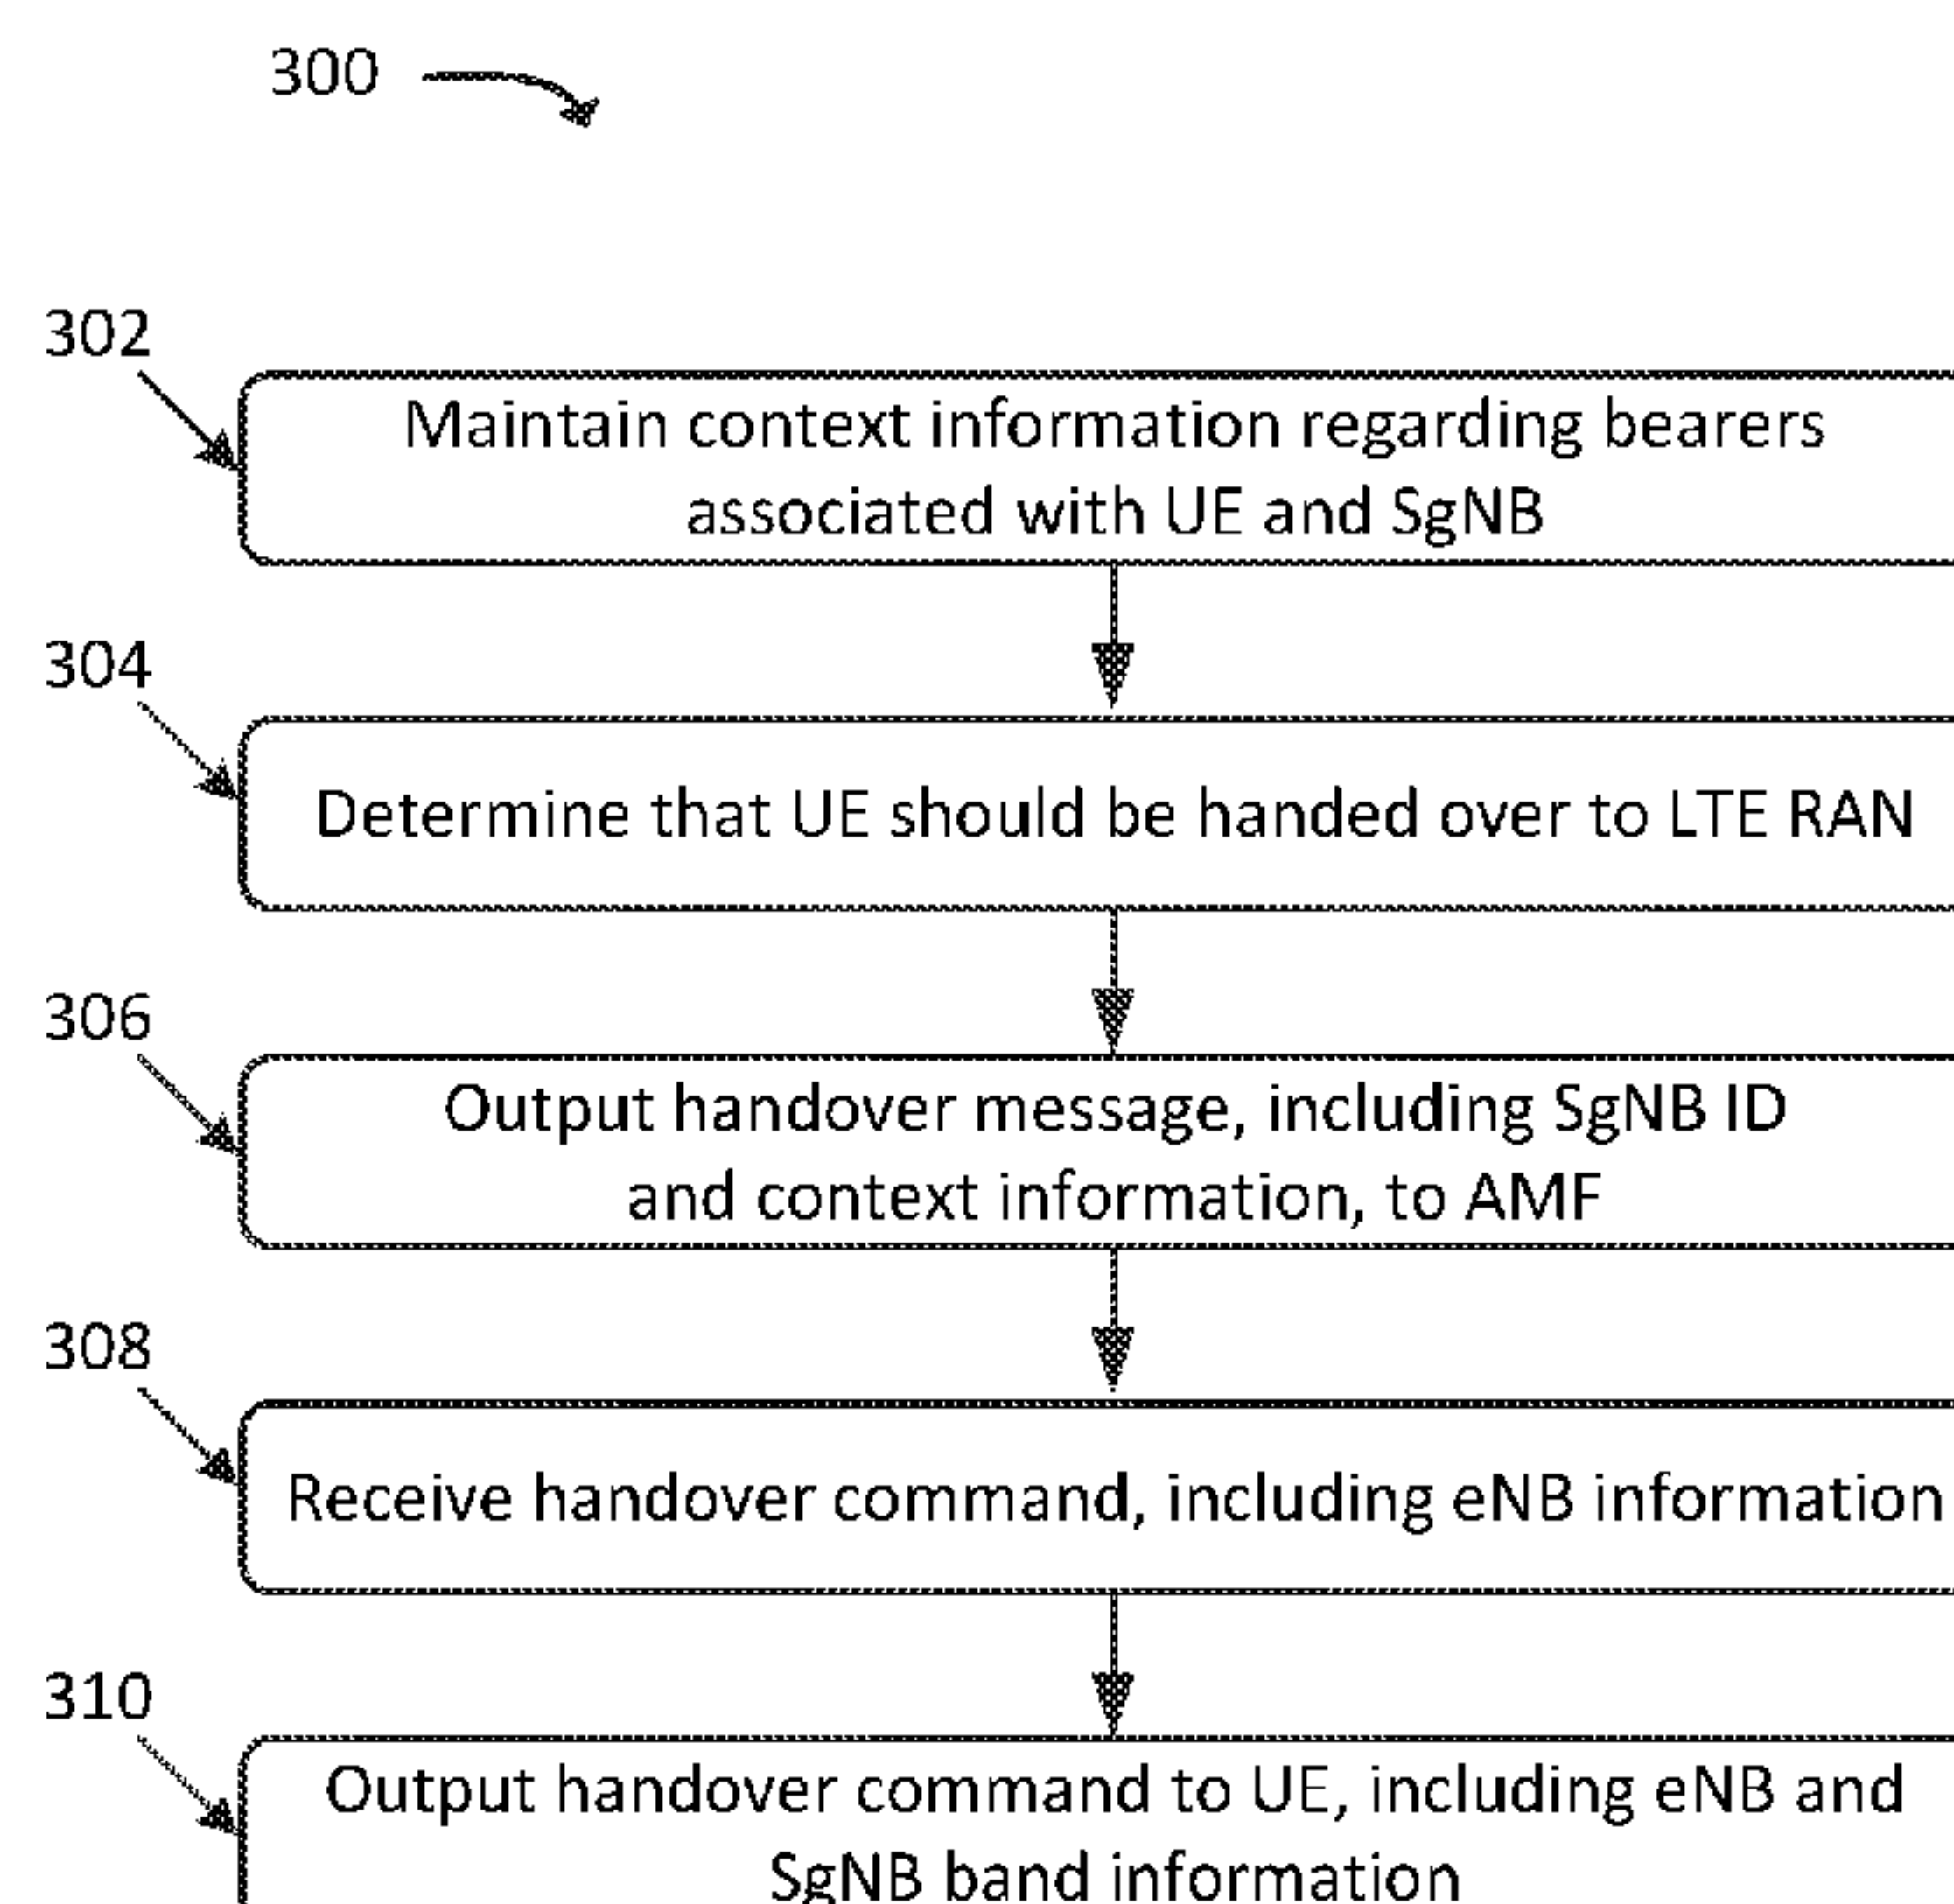 300
302
Maintain context information regarding bearers
associated with UE and SgNB
304
Determine that UE should be handed over to LTE RAN
306
Output handover message, including SgNB ID
and context information, to AMF
308
Receive handover command, including eNB information
310
Output handover command to UE, including eNB and
SgNB band information